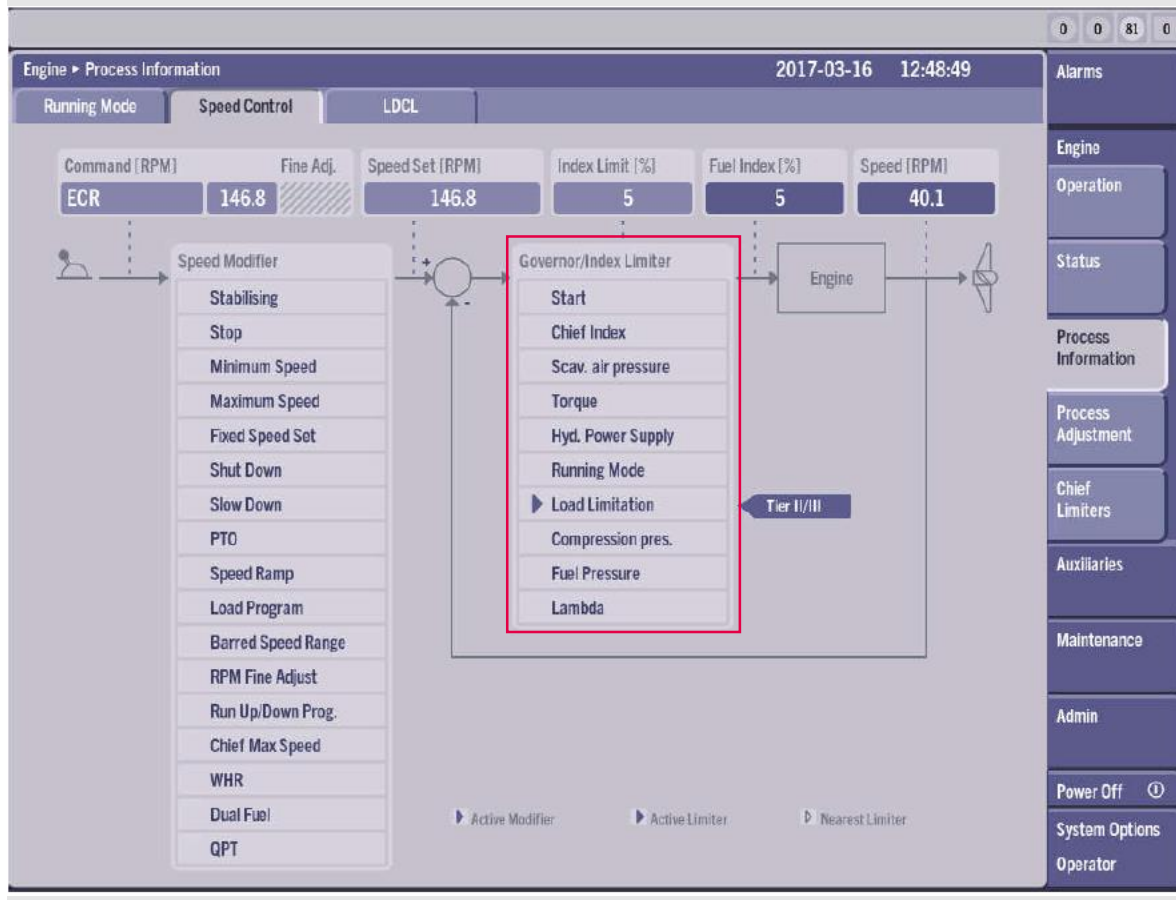 0 0 81 0
Engine ▸ Process Information 2017-03-16 12:48:49
Running Mode Speed Control LDCL
Command [RPM] Fine Adj. Speed Set [RPM] Index Limit [%] Fuel Index [%] Speed [RPM]
ECR 146.8 146.8 5 5 40.1
Speed Modifier
Stabilising
Stop
Minimum Speed
Maximum Speed
Fixed Speed Set
Shut Down
Slow Down
PTO
Speed Ramp
Load Program
Barred Speed Range
RPM Fine Adjust
Run Up/Down Prog.
Chief Max Speed
WHR
Dual Fuel
QPT
+
-
Governor/Index Limiter
Start
Chief Index
Scav. air pressure
Torque
Hyd. Power Supply
Running Mode
Load Limitation
Compression pres.
Fuel Pressure
Lambda
Tier II/III
Engine
Active Modifier Active Limiter Nearest Limiter
Alarms
Engine
Operation
Status
Process
Information
Process
Adjustment
Chief
Limiters
Auxiliaries
Maintenance
Admin
Power Off
System Options
Operator